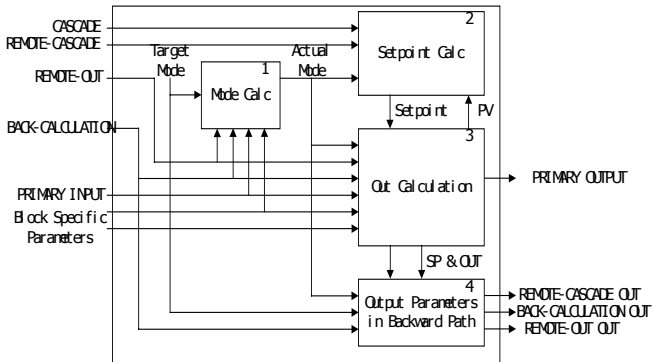 CASCADE
REMOTE-CASCADE
REMOTE-OUT
BACK-CALCULATION
PRIMARY INPUT
Block Specific
Parameters
Target
Mode
1
Mode Calc
Actual
Mode
2
Setpoint Calc
Setpoint
PV
3
Out Calculation
PRIMARY OUTPUT
SP & OUT
4
Output Parameters
in Backward Path
REMOTE-CASCADE OUT
BACK-CALCULATION OUT
REMOTE-OUT OUT